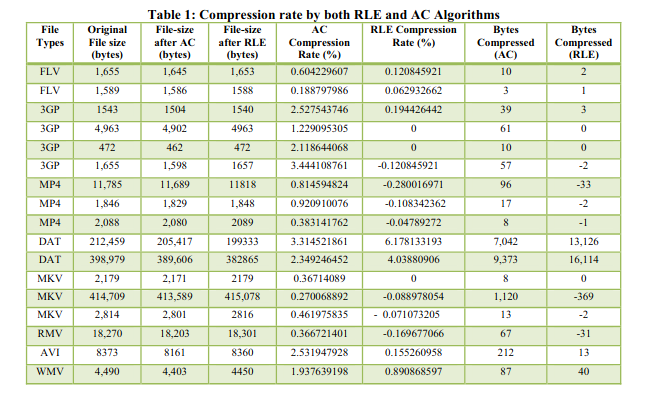 Table 1: Compression rate by both RLE and AC Algorithms
File Types | Original File size (bytes) | File-size after AC (bytes) | File-size after RLE (bytes) | AC Compression Rate (%) | RLE Compression Rate (%) | Bytes Compressed (AC) | Bytes Compressed (RLE)
FLV | 1,655 | 1,645 | 1,653 | 0.604229607 | 0.120845921 | 10 | 2
FLV | 1,589 | 1,586 | 1588 | 0.188797986 | 0.062932662 | 3 | 1
3GP | 1543 | 1504 | 1540 | 2.527543746 | 0.194426442 | 39 | 3
3GP | 4,963 | 4,902 | 4963 | 1.229095305 | 0 | 61 | 0
3GP | 472 | 462 | 472 | 2.118644068 | 0 | 10 | 0
3GP | 1,655 | 1,598 | 1657 | 3.444108761 | -0.120845921 | 57 | -2
MP4 | 11,785 | 11,689 | 11818 | 0.814594824 | -0.280016971 | 96 | -33
MP4 | 1,846 | 1,829 | 1,848 | 0.920910076 | -0.108342362 | 17 | -2
MP4 | 2,088 | 2,080 | 2089 | 0.383141762 | -0.04789272 | 8 | -1
DAT | 212,459 | 205,417 | 199333 | 3.314521861 | 6.178133193 | 7,042 | 13,126
DAT | 398,979 | 389,606 | 382865 | 2.349246452 | 4.03880906 | 9,373 | 16,114
MKV | 2,179 | 2,171 | 2179 | 0.36714089 | 0 | 8 | 0
MKV | 414,709 | 413,589 | 415,078 | 0.270068892 | -0.088978054 | 1,120 | -369
MKV | 2,814 | 2,801 | 2816 | 0.461975835 | - 0.071073205 | 13 | -2
RMV | 18,270 | 18,203 | 18,301 | 0.366721401 | -0.169677066 | 67 | -31
AVI | 8373 | 8161 | 8360 | 2.531947928 | 0.155260958 | 212 | 13
WMV | 4,490 | 4,403 | 4450 | 1.937639198 | 0.890868597 | 87 | 40